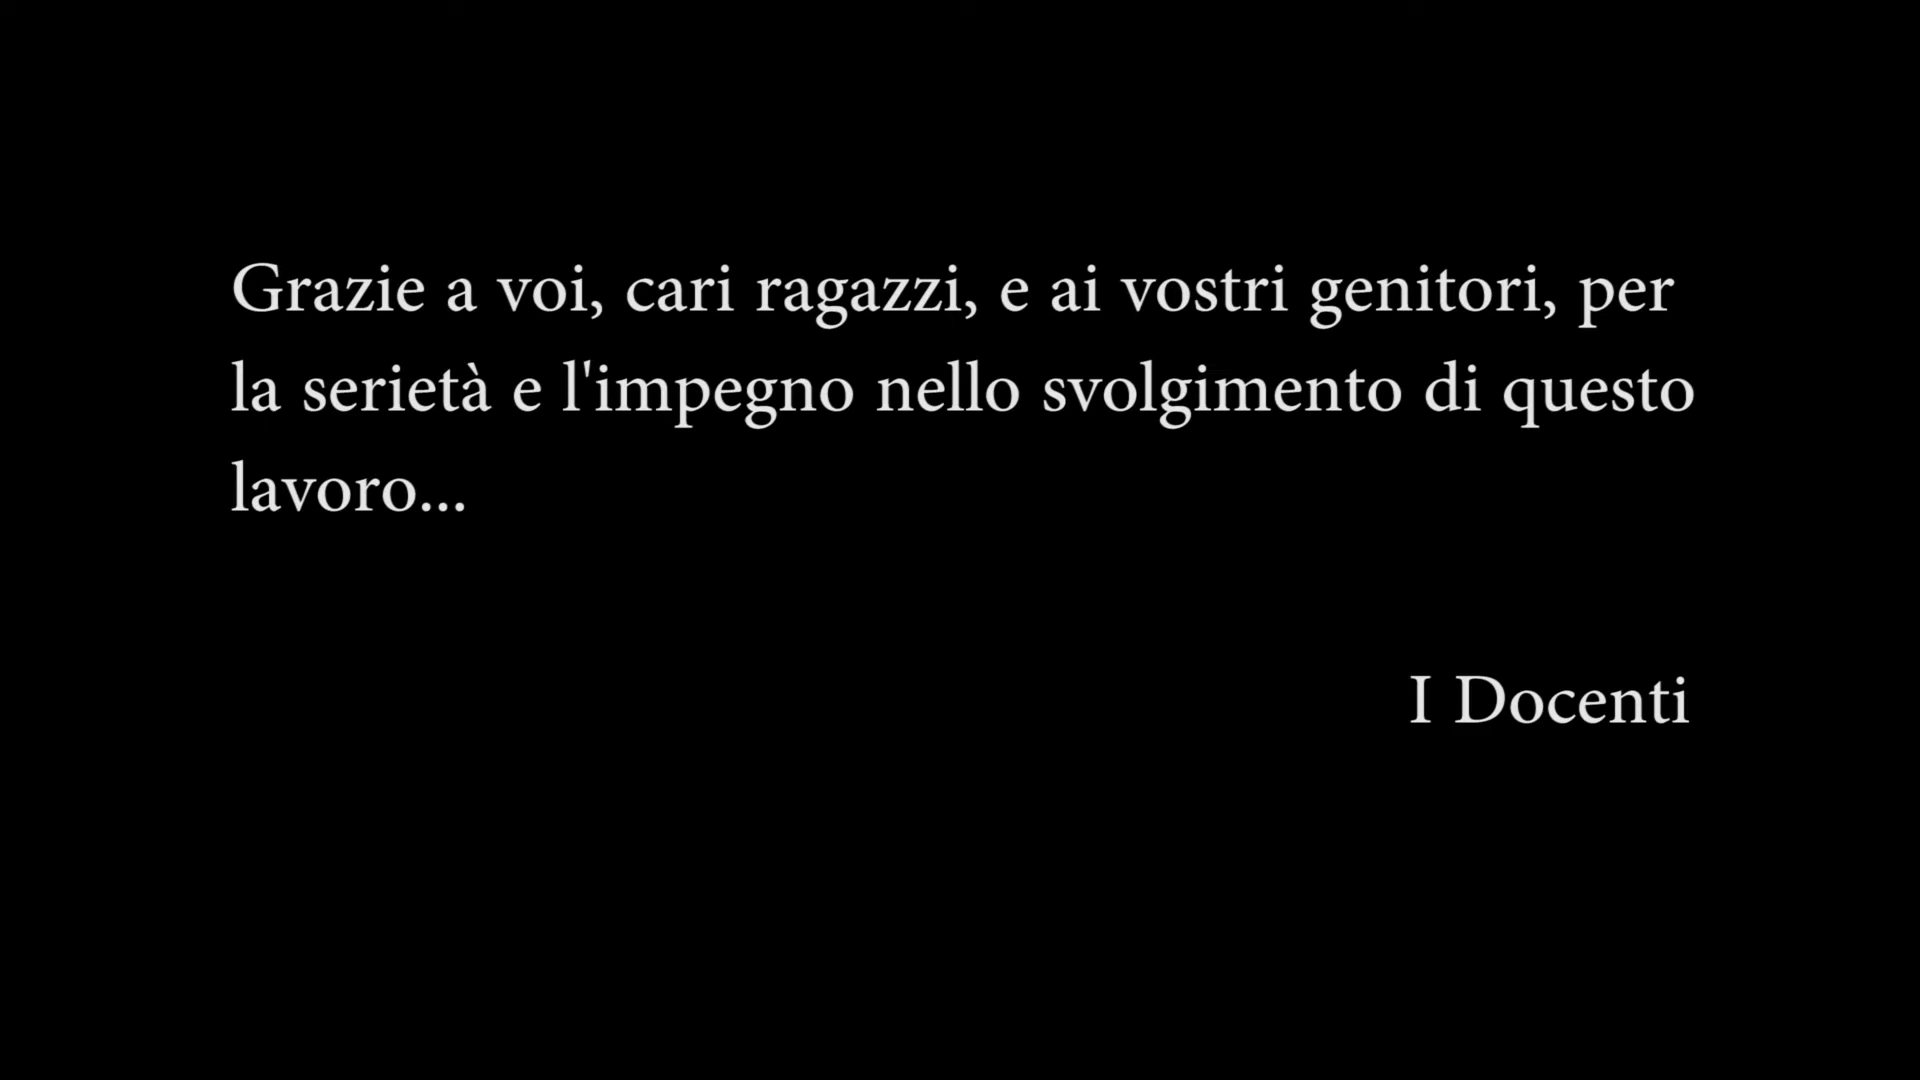 Grazie a voi, cari ragazzi, e ai vostri genitori, per
la serietà e l'impegno nello svolgimento di questo
lavoro...
I Docenti